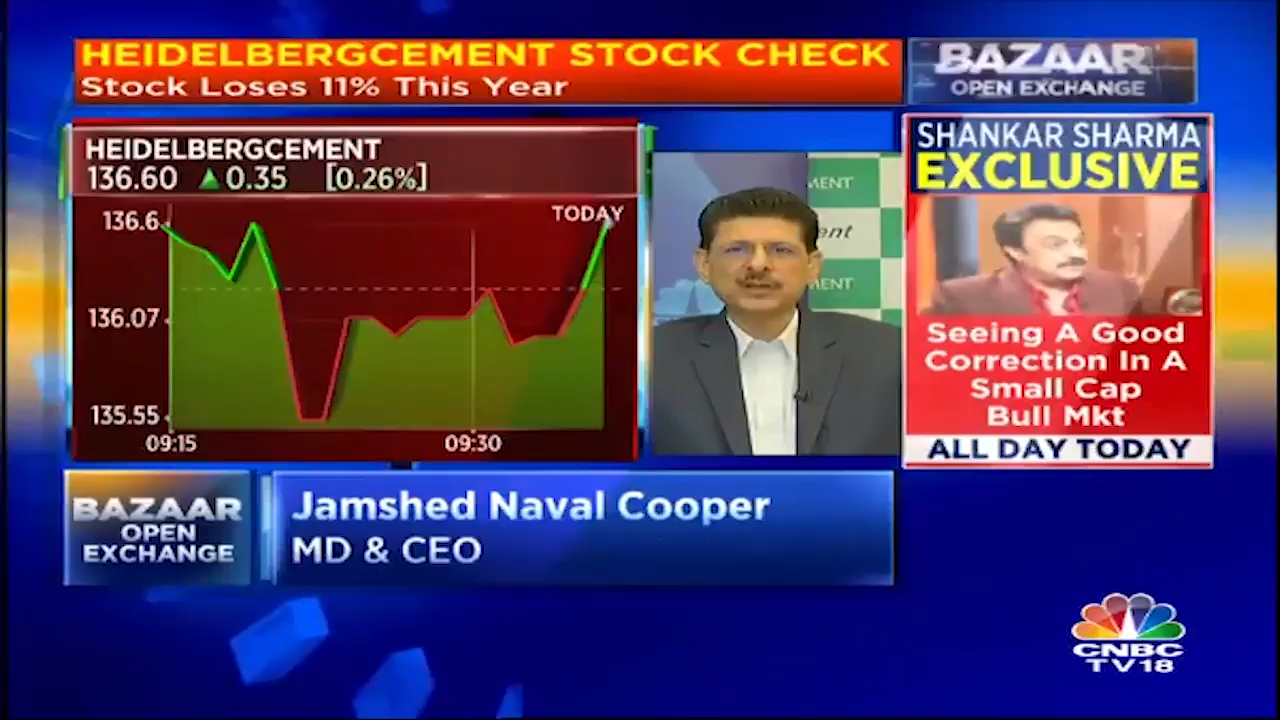 HEIDELBERGCEMENT STOCK CHECK
Stock Loses 11% This Year
BAZAAR
OPEN EXCHANGE
HEIDELBERGCEMENT
136.60 ▲ 0.35 [0.26%]
TODAY
136.6
136.07
135.55
09:15 09:30
MENT
ent
MENT
SHANKAR SHARMA
EXCLUSIVE
Seeing A Good
Correction In A
Small Cap
Bull Mkt
ALL DAY TODAY
BAZAAR
OPEN
EXCHANGE
Jamshed Naval Cooper
MD & CEO
CNBC
TV18